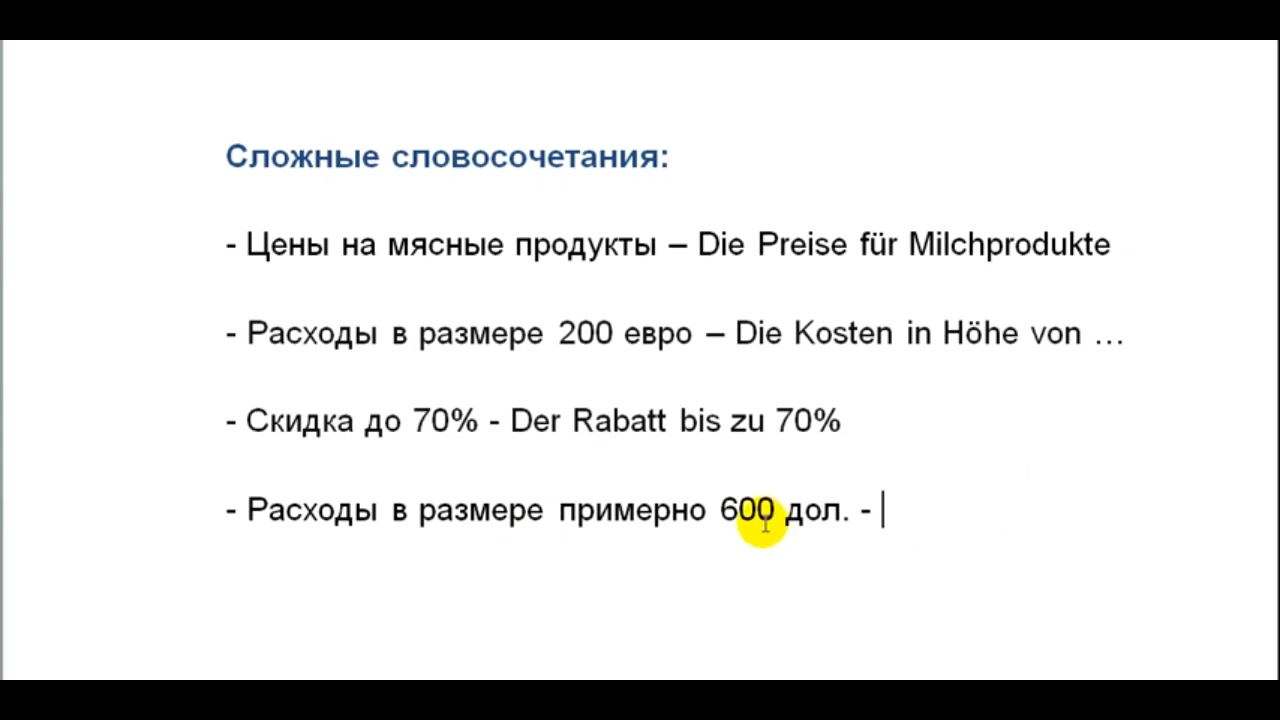 Сложные словосочетания:
- Цены на мясные продукты – Die Preise für Milchprodukte
- Расходы в размере 200 евро – Die Kosten in Höhe von …
- Скидка до 70% - Der Rabatt bis zu 70%
- Расходы в размере примерно 600 дол. -